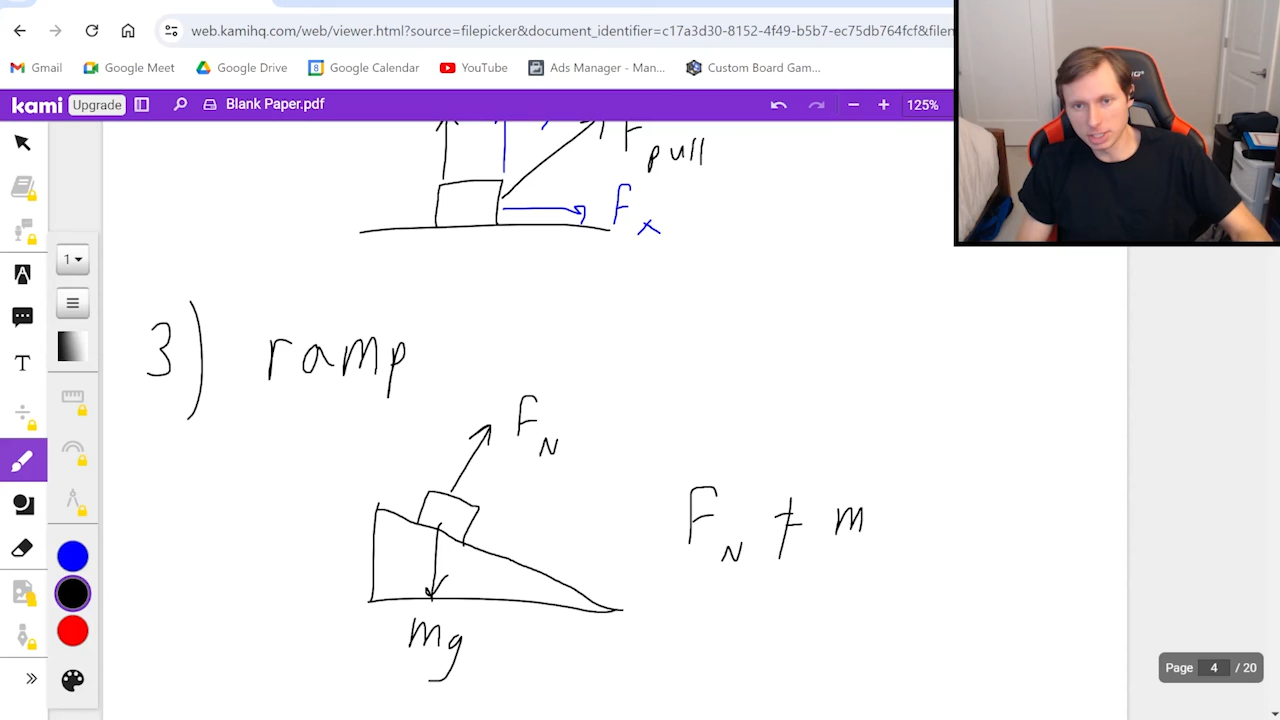 web.kamihq.com/web/viewer.html?source=filepicker&document_identifier=c17a3d30-8152-4f49-b5b7-ec75db764fcf&filen
Gmail Google Meet Google Drive Google Calendar YouTube Ads Manager - Man... Custom Board Gam...
kami Upgrade Blank Paper.pdf 125%
F pull
F x
1
3) ramp
F N
F N ≠ m
mg
Page 4 / 20